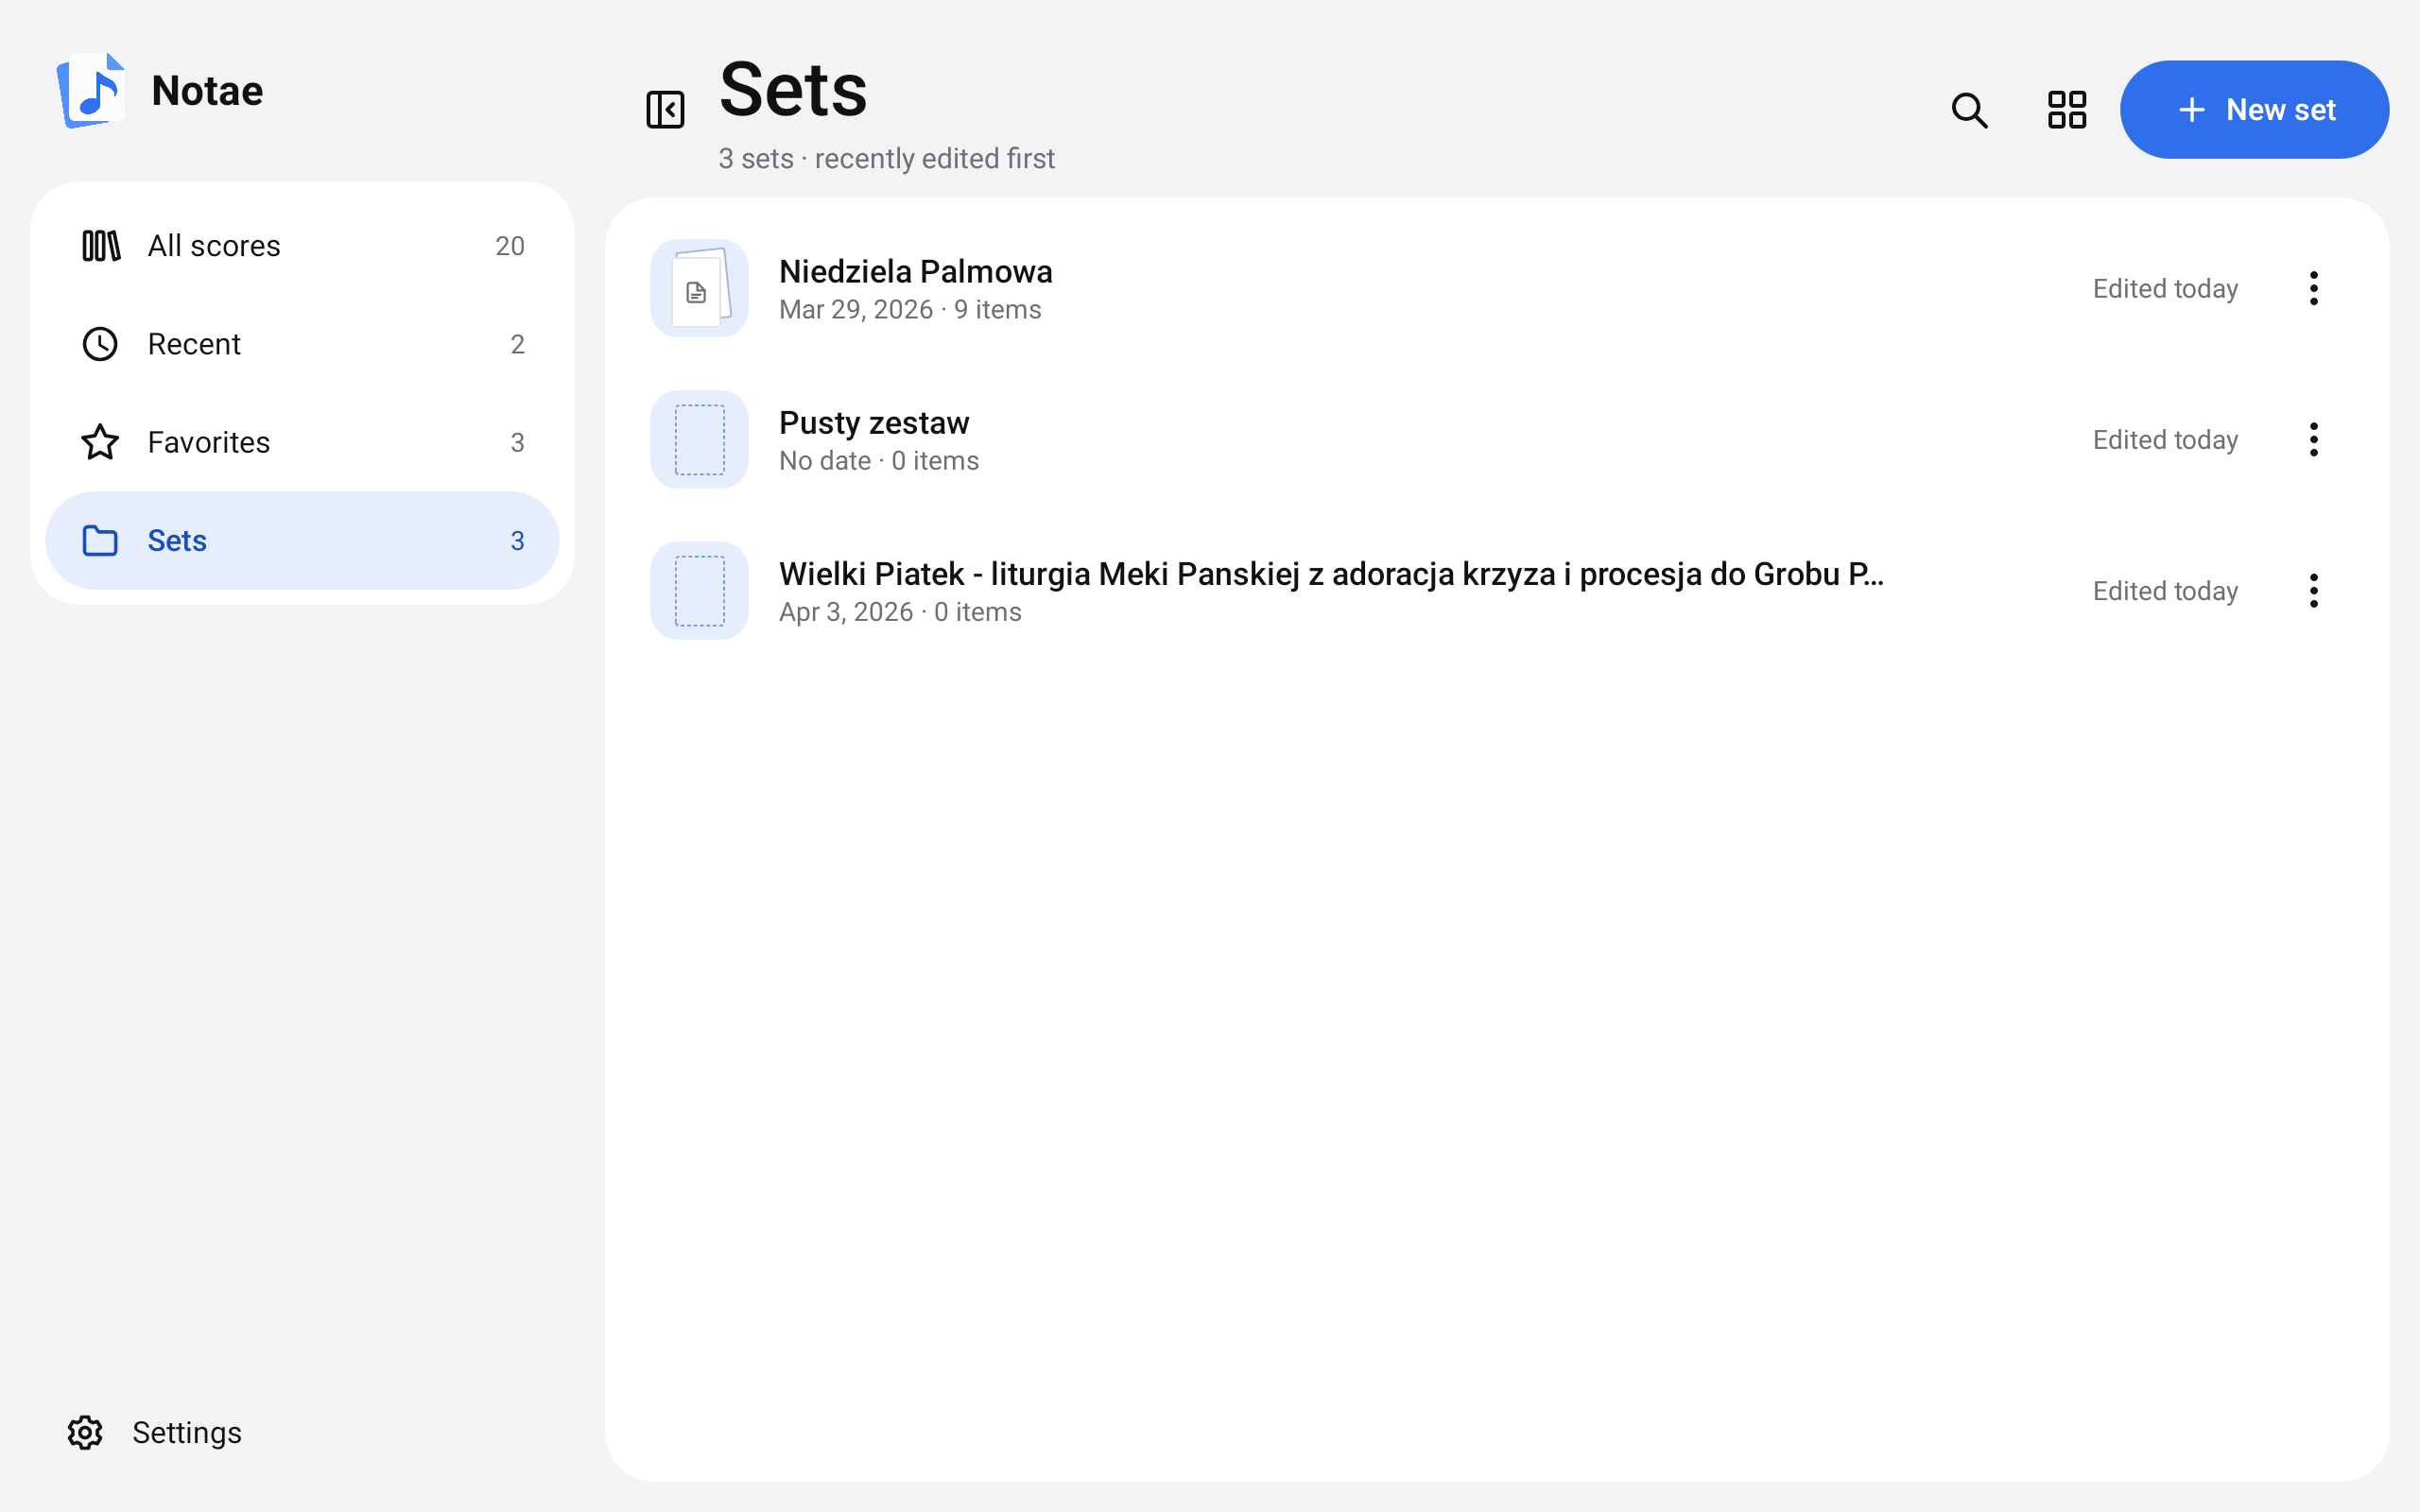 Notae
All scores 20
Recent 2
Favorites 3
Sets 3
Settings
Sets
3 sets · recently edited first
New set
Niedziela Palmowa
Mar 29, 2026 · 9 items
Edited today
Pusty zestaw
No date · 0 items
Edited today
Wielki Piatek - liturgia Meki Panskiej z adoracja krzyza i procesja do Grobu P...
Apr 3, 2026 · 0 items
Edited today